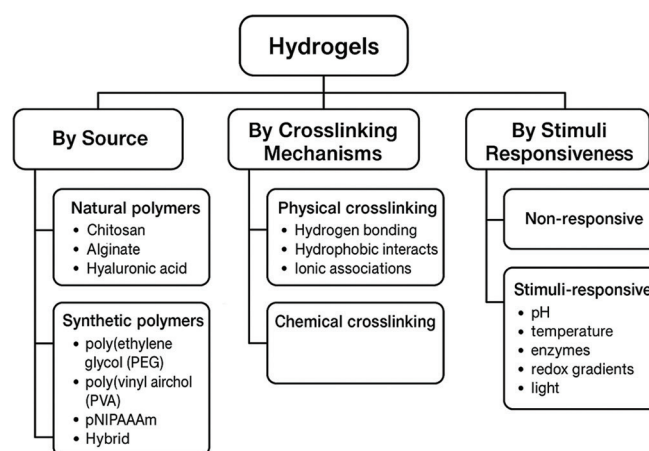 Hydrogels
By Source
Natural polymers
• Chitosan
• Alginate
• Hyaluronic acid
Synthetic polymers
• poly(ethylene
glycol (PEG)
• poly(vinyl airchol
(PVA)
• pNIPAAAm
• Hybrid
By Crosslinking
Mechanisms
Physical crosslinking
• Hydrogen bonding
• Hydrophobic interacts
• Ionic associations
Chemical crosslinking
By Stimuli
Responsiveness
Non-responsive
Stimuli-responsive
• pH
• temperature
• enzymes
• redox gradients
• light